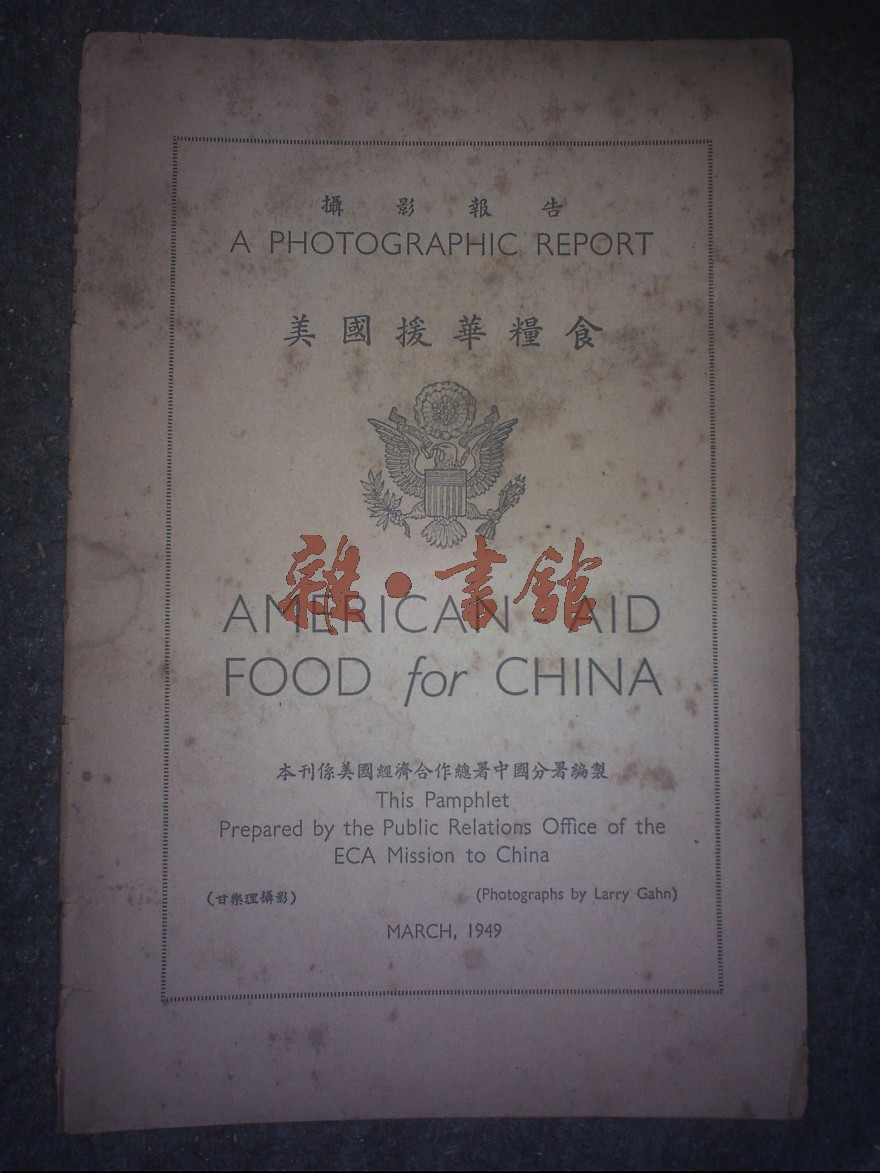 攝影報告
A PHOTOGRAPHIC REPORT
美國援華糧食
雜·書館
AMERICAN - AID
FOOD for CHINA
本刊係美國經濟合作總署中國分署編製
This Pamphlet
Prepared by the Public Relations Office of the
ECA Mission to China
(甘樂理攝影)
(Photographs by Larry Gahn)
MARCH, 1949